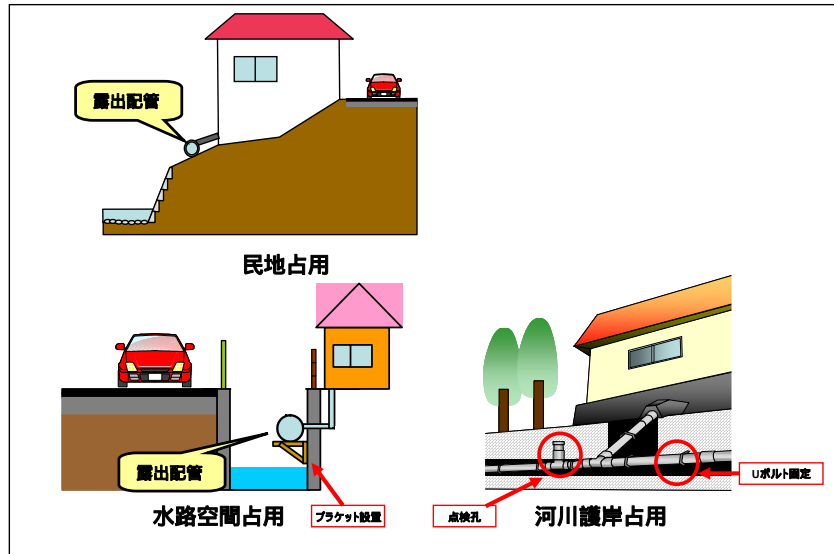 露出配管
民地占用
露出配管
水路空間占用
ブラケット設置
点検孔
河川護岸占用
Uボルト固定